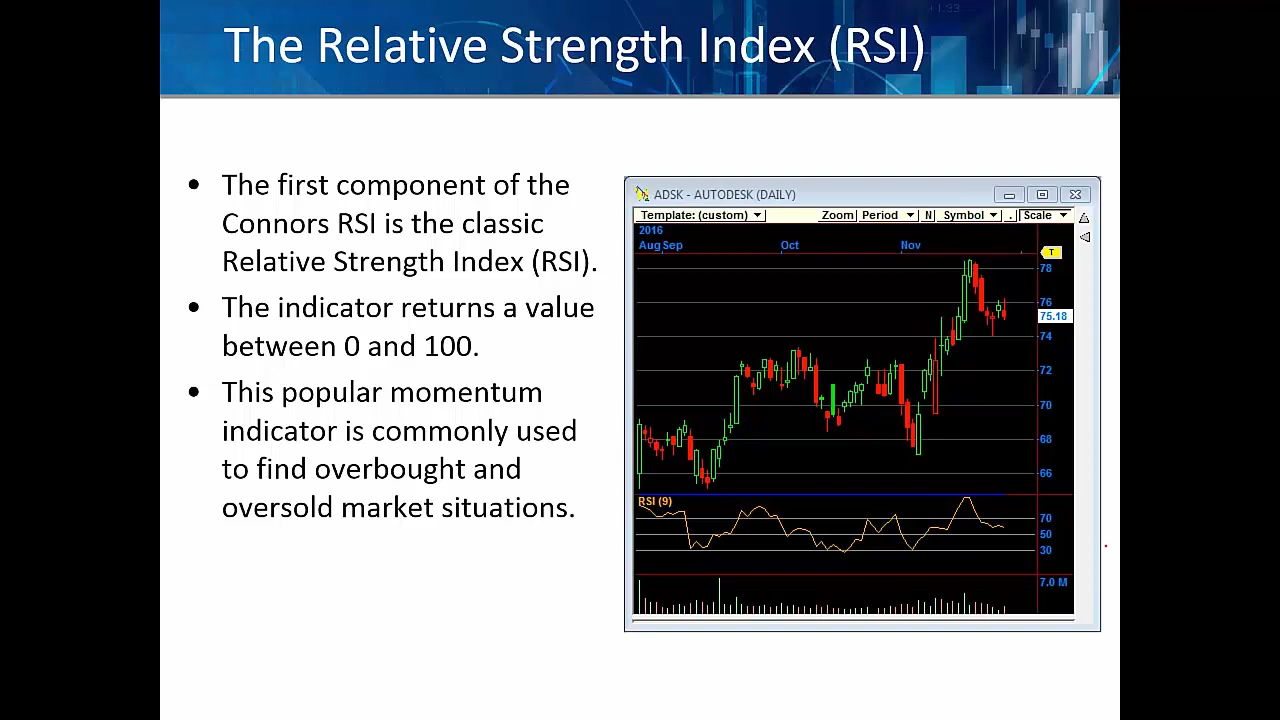 The Relative Strength Index (RSI)
• The first component of the
Connors RSI is the classic
Relative Strength Index (RSI).
• The indicator returns a value
between 0 and 100.
• This popular momentum
indicator is commonly used
to find overbought and
oversold market situations.
ADSK - AUTODESK (DAILY)
Template: (custom) Zoom Period N Symbol . Scale
2016
Aug Sep Oct Nov
T
78
76
75.18
74
72
70
68
66
RSI (9)
70
50
30
7.0 M